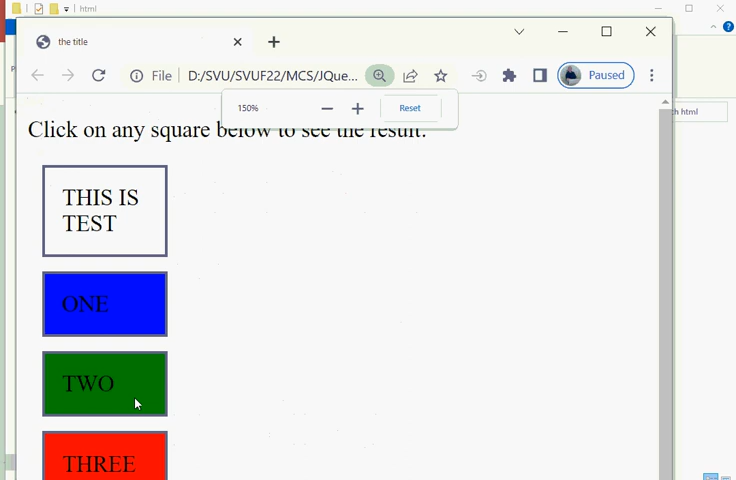 html
the title
File
D:/SVU/SVUF22/MCS/JQue...
Paused
150%
Reset
Click on any square below to see the result.
THIS IS
TEST
ONE
TWO
THREE
html